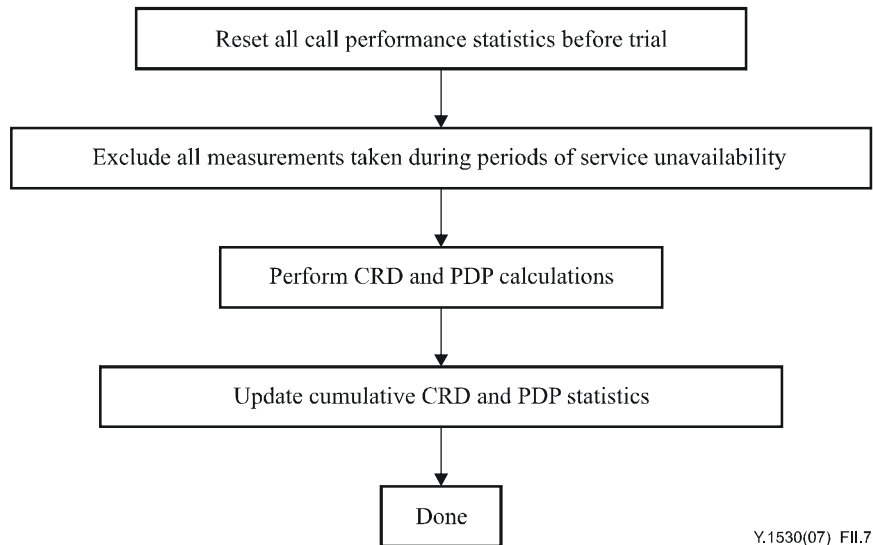 Reset all call performance statistics before trial
Exclude all measurements taken during periods of service unavailability
Perform CRD and PDP calculations
Update cumulative CRD and PDP statistics
Done
Y.1530(07)_FII.7